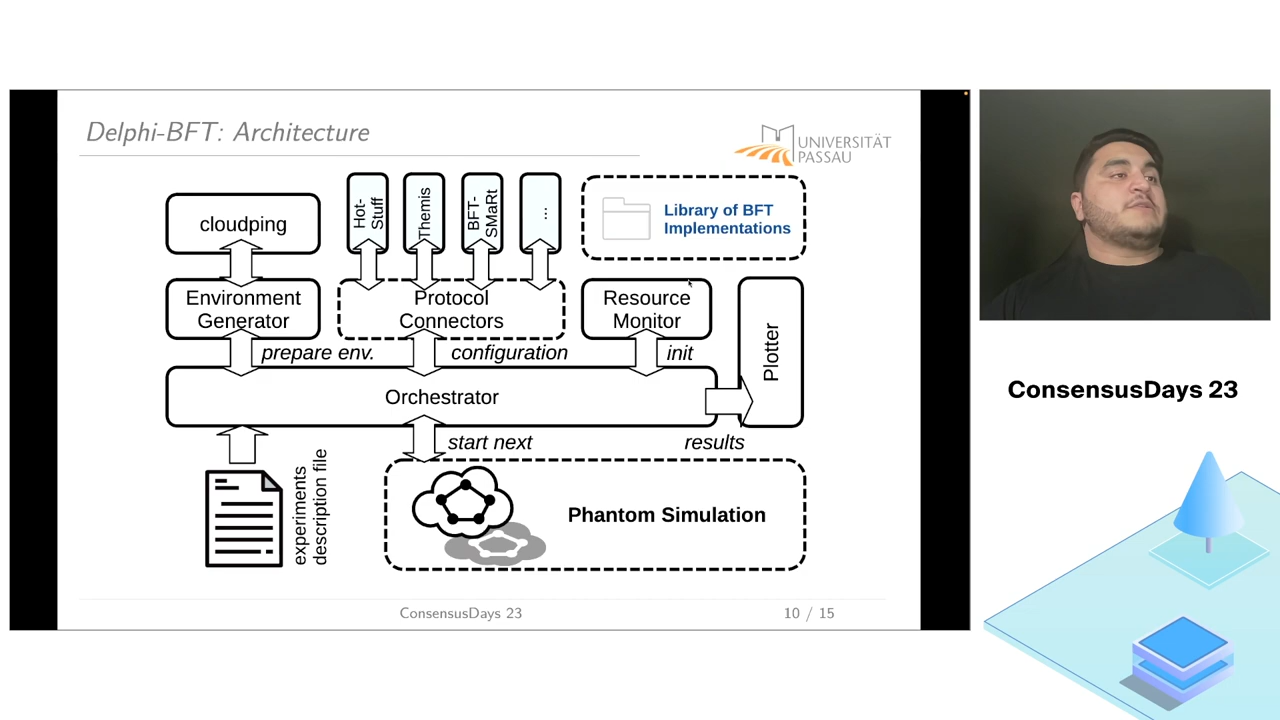 Delphi-BFT: Architecture
UNIVERSITÄT
PASSAU
cloudping
Hot-
Stuff
Themis
BFT-
SMaRt
...
Library of BFT
Implementations
Environment
Generator
Protocol
Connectors
Resource
Monitor
Plotter
prepare env.
configuration
init
Orchestrator
start next
results
experiments
description file
Phantom Simulation
ConsensusDays 23
10 / 15
ConsensusDays 23